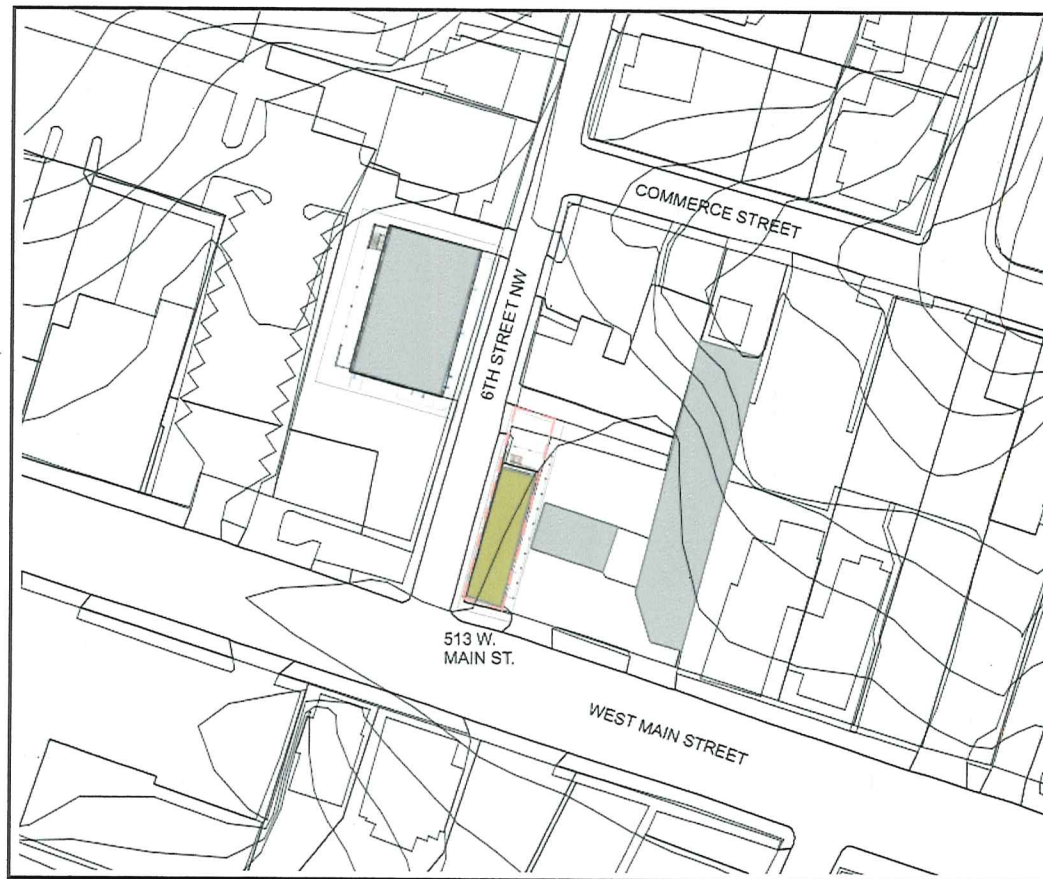 COMMERCE STREET
6TH STREET NW
513 W.
MAIN ST.
WEST MAIN STREET